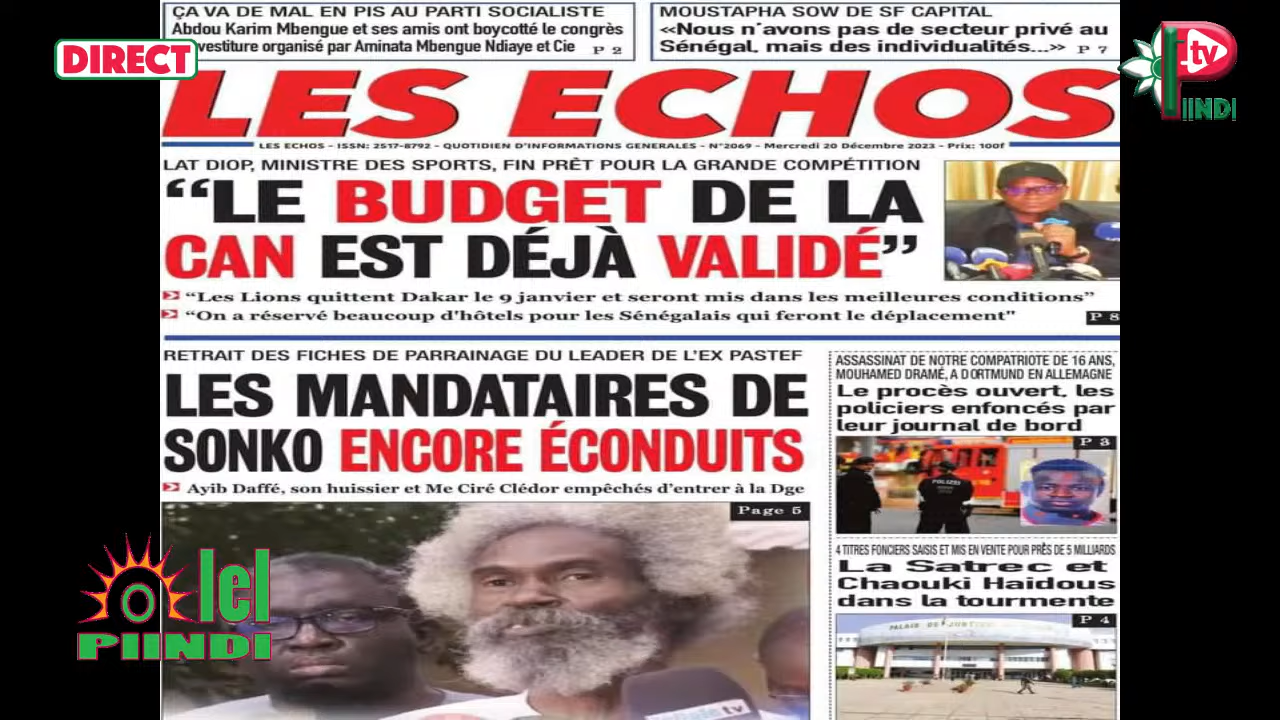 ÇA VA DE MAL EN PIS AU PARTI SOCIALISTE
Abdou Karim Mbengue et ses amis ont boycotté le congrès
vestiture organisé par Aminata Mbengue Ndiaye et Cie P 2
MOUSTAPHA SOW DE SF CAPITAL
«Nous n'avons pas de secteur privé au
Sénégal, mais des individualités...» P 7
DIRECT
P tv
PIINDI
LES ECHOS
LES ECHOS - ISSN: 2517-8792 - QUOTIDIEN D'INFORMATIONS GENERALES - N°2069 - Mercredi 20 Décembre 2023 - Prix: 100f
LAT DIOP, MINISTRE DES SPORTS, FIN PRÊT POUR LA GRANDE COMPÉTITION
“LE BUDGET DE LA
CAN EST DÉJÀ VALIDÉ”
“Les Lions quittent Dakar le 9 janvier et seront mis dans les meilleures conditions”
“On a réservé beaucoup d'hôtels pour les Sénégalais qui feront le déplacement”
P 8
RETRAIT DES FICHES DE PARRAINAGE DU LEADER DE L'EX PASTEF
LES MANDATAIRES DE
SONKO ENCORE ÉCONDUITS
Ayib Daffé, son huissier et Me Ciré Clédor empêchés d'entrer à la Dge
Page 5
ASSASSINAT DE NOTRE COMPATRIOTE DE 16 ANS,
MOUHAMED DRAMÉ, A DORTMUND EN ALLEMAGNE
Le procès ouvert, les
policiers enfoncés par
leur journal de bord
P 3
POLIZEI
4 TITRES FONCIERS SAISIS ET MIS EN VENTE POUR PRÈS DE 5 MILLIARDS
La Satrec et
Chaouki Haidous
dans la tourmente
P 4
PALAIS DE JUSTICE
Olel
PIINDI
tv